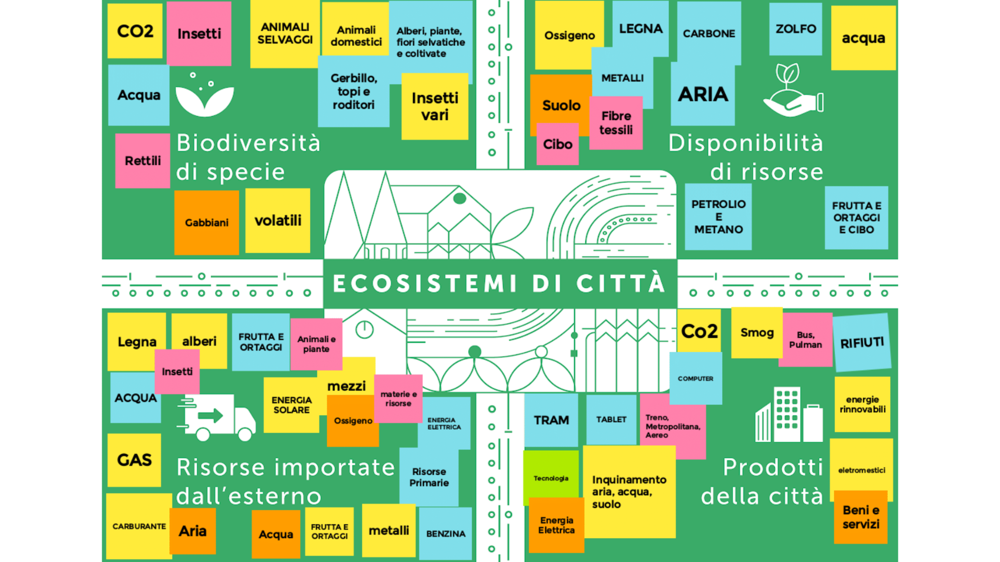 CO2
Insetti
ANIMALI
SELVAGGI
Animali
domestici
Alberi, piante,
fiori selvatiche
e coltivate
Acqua
Gerbillo,
topi e
roditori
Insetti
vari
Rettili
Biodiversità
di specie
Gabbiani
volatili
Ossigeno
LEGNA
CARBONE
ZOLFO
acqua
METALLI
ARIA
Suolo
Fibre
tessili
Cibo
Disponibilità
di risorse
PETROLIO
E
METANO
FRUTTA E
ORTAGGI
E CIBO
ECOSISTEMI DI CITTÀ
Legna
alberi
FRUTTA E
ORTAGGI
Animali e
piante
Insetti
ACQUA
mezzi
materie e
risorse
ENERGIA
SOLARE
Ossigeno
ENERGIA
ELETTRICA
GAS
Risorse importate
dall'esterno
Risorse
Primarie
CARBURANTE
Aria
Acqua
FRUTTA E
ORTAGGI
metalli
BENZINA
Co2
Smog
Bus,
Pulman
RIFIUTI
COMPUTER
energie
rinnovabili
TRAM
TABLET
Treno,
Metropolitana,
Aereo
Tecnologia
Inquinamento
aria, acqua,
suolo
Prodotti
della città
eletromestici
Energia
Elettrica
Beni e
servizi